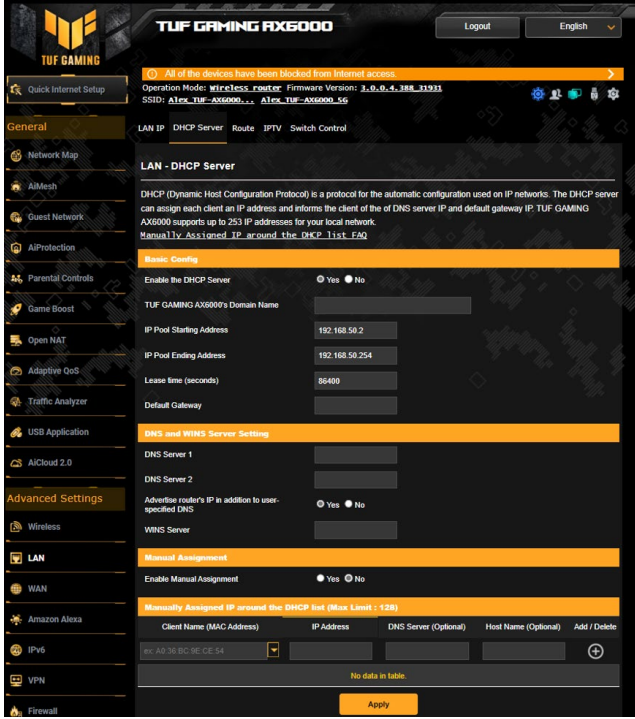 TUF GAMING
TUF GAMING AX6000
Logout
English
Quick Internet Setup
All of the devices have been blocked from Internet access.
Operation Mode: Wireless router Firmware Version: 3.0.0.4.388_31931
SSID: Alex_TUF-AX6000... Alex_TUF-AX6000_5G
General
Network Map
AiMesh
Guest Network
AiProtection
Parental Controls
Game Boost
Open NAT
Adaptive QoS
Traffic Analyzer
USB Application
AiCloud 2.0
Advanced Settings
Wireless
LAN
WAN
Amazon Alexa
IPv6
VPN
Firewall
LAN IP DHCP Server Route IPTV Switch Control
LAN - DHCP Server
DHCP (Dynamic Host Configuration Protocol) is a protocol for the automatic configuration used on IP networks. The DHCP server
can assign each client an IP address and informs the client of the of DNS server IP and default gateway IP. TUF GAMING
AX6000 supports up to 253 IP addresses for your local network.
Manually Assigned IP around the DHCP list FAQ
Basic Config
Enable the DHCP Server Yes No
TUF GAMING AX6000's Domain Name
IP Pool Starting Address 192.168.50.2
IP Pool Ending Address 192.168.50.254
Lease time (seconds) 86400
Default Gateway
DNS and WINS Server Setting
DNS Server 1
DNS Server 2
Advertise router's IP in addition to user-
specified DNS Yes No
WINS Server
Manual Assignment
Enable Manual Assignment Yes No
Manually Assigned IP around the DHCP list (Max Limit : 128)
Client Name (MAC Address) IP Address DNS Server (Optional) Host Name (Optional) Add / Delete
ex: A0:36:BC:9E:CE:54
No data in table.
Apply